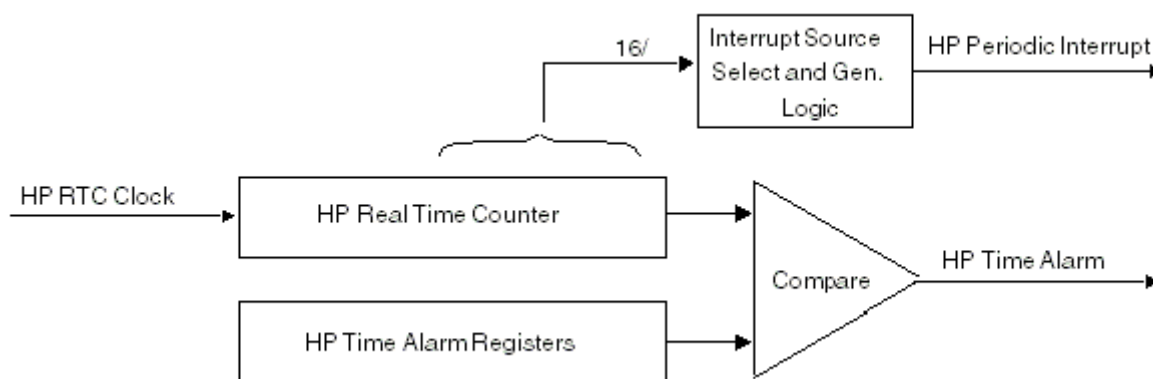 16/
Interrupt Source
Select and Gen.
Logic
HP Periodic Interrupt
HP RTC Clock
HP Real Time Counter
Compare
HP Time Alarm
HP Time Alarm Registers